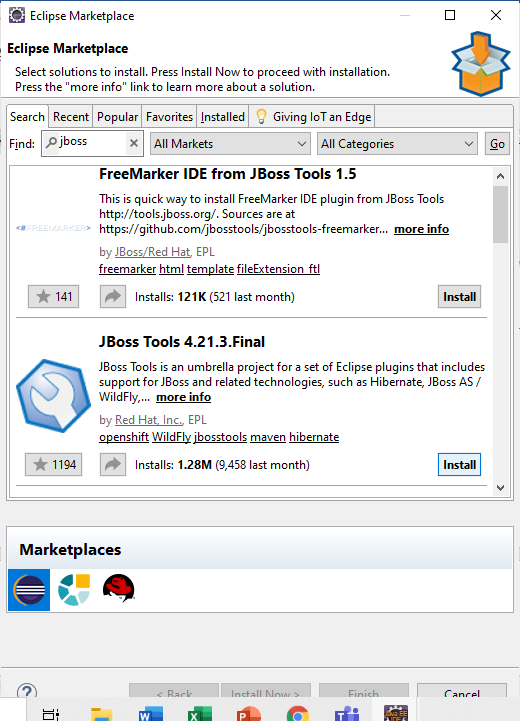 Eclipse Marketplace
Eclipse Marketplace
Select solutions to install. Press Install Now to proceed with installation.
Press the "more info" link to learn more about a solution.
Search Recent Popular Favorites Installed Giving IoT an Edge
Find: jboss All Markets All Categories Go
FreeMarker IDE from JBoss Tools 1.5
This is quick way to install FreeMarker IDE plugin from JBoss Tools
http://tools.jboss.org/. Sources are at
https://github.com/jbosstools/jbosstools-freemarker... more info
<#FREEMARKER>
by JBoss/Red Hat, EPL
freemarker html template fileExtension_ftl
141 Installs: 121K (521 last month) Install
JBoss Tools 4.21.3.Final
JBoss Tools is an umbrella project for a set of Eclipse plugins that includes
support for JBoss and related technologies, such as Hibernate, JBoss AS /
WildFly,... more info
by Red Hat, Inc., EPL
openshift WildFly jbosstools maven hibernate
1194 Installs: 1.28M (9,458 last month) Install
Marketplaces
? < Back Install Now > Finish Cancel